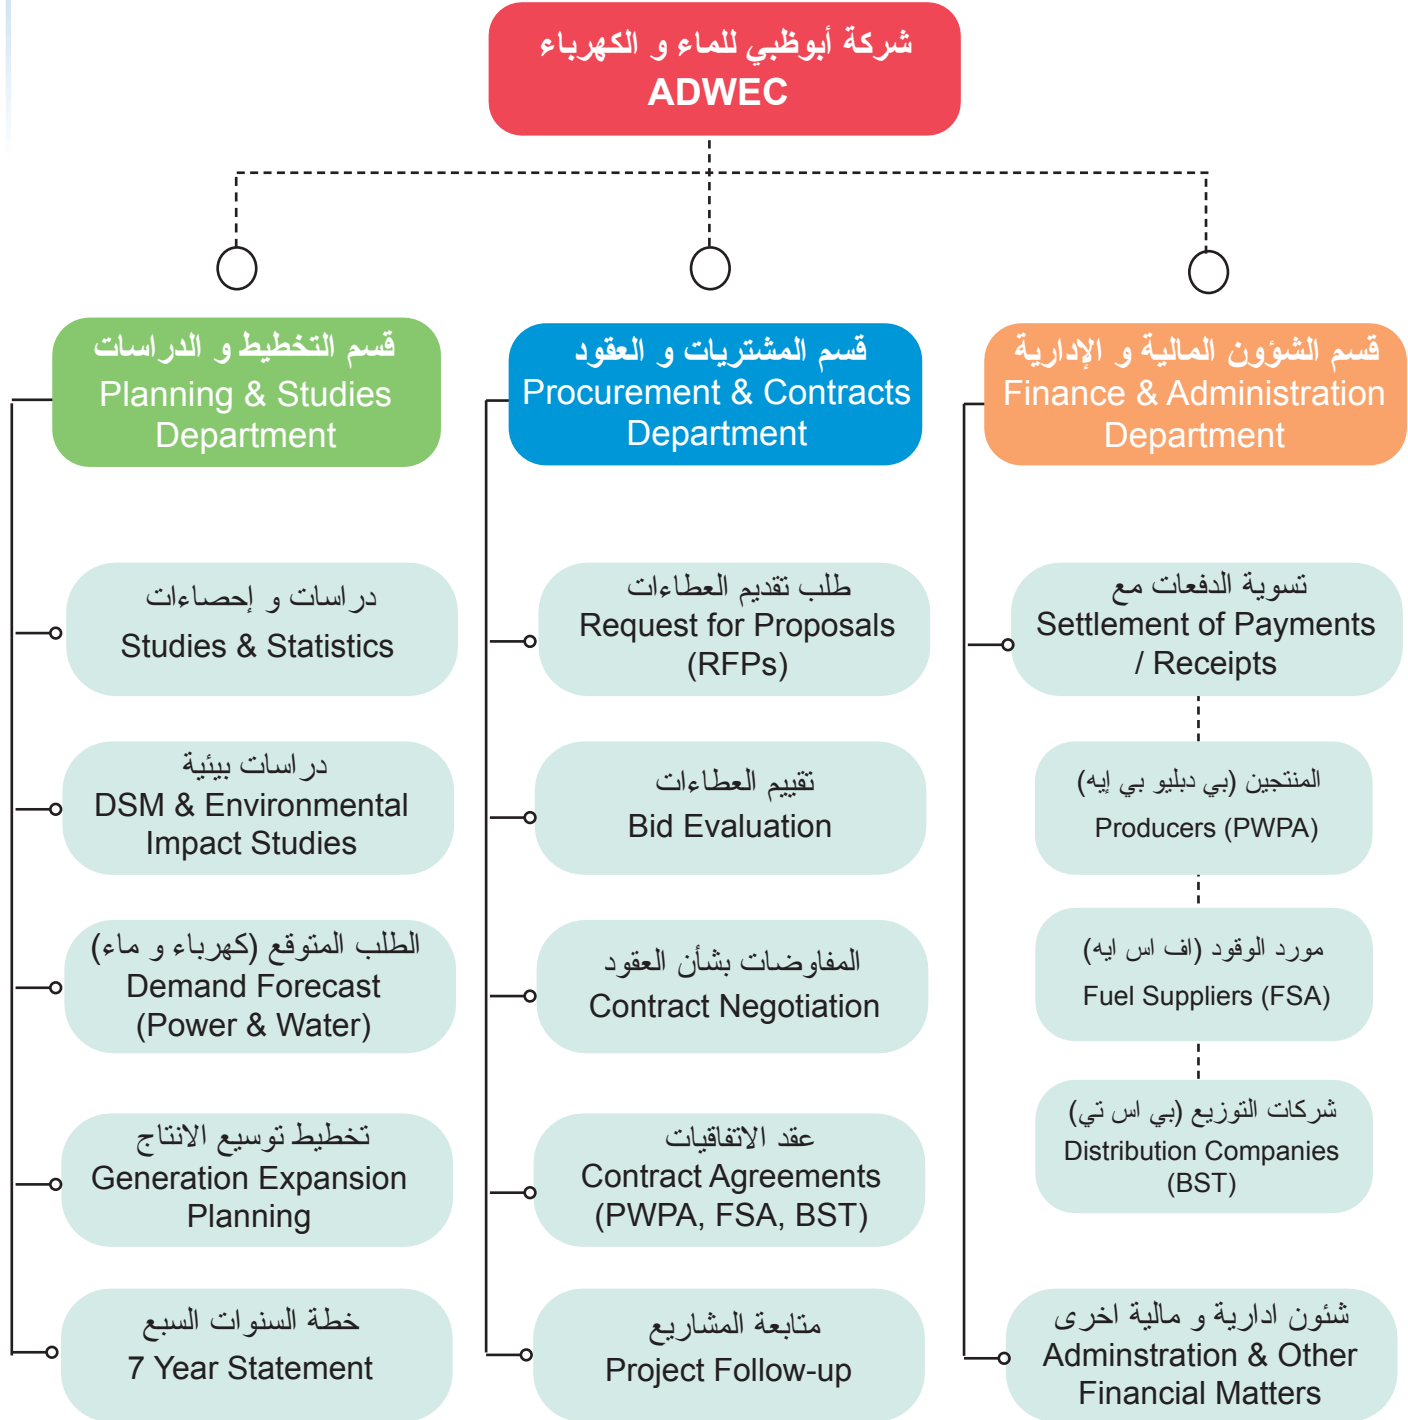 شركة أبوظبي للماء و الكهرباء
ADWEC
قسم التخطيط و الدراسات
Planning & Studies
Department
دراسات و إحصاءات
Studies & Statistics
دراسات بيئية
DSM & Environmental
Impact Studies
الطلب المتوقع (كهرباء و ماء)
Demand Forecast
(Power & Water)
تخطيط توسيع الانتاج
Generation Expansion
Planning
خطة السنوات السبع
7 Year Statement
قسم المشتريات و العقود
Procurement & Contracts
Department
طلب تقديم العطاءات
Request for Proposals
(RFPs)
تقييم العطاءات
Bid Evaluation
المفاوضات بشأن العقود
Contract Negotiation
عقد الاتفاقيات
Contract Agreements
(PWPA, FSA, BST)
متابعة المشاريع
Project Follow-up
قسم الشؤون المالية و الإدارية
Finance & Administration
Department
تسوية الدفعات مع
Settlement of Payments
/ Receipts
المنتجين (بي دبليو بي إيه)
Producers (PWPA)
مورد الوقود (اف اس ايه)
Fuel Suppliers (FSA)
شركات التوزيع (بي اس تي)
Distribution Companies
(BST)
شئون ادارية و مالية اخرى
Adminstration & Other
Financial Matters